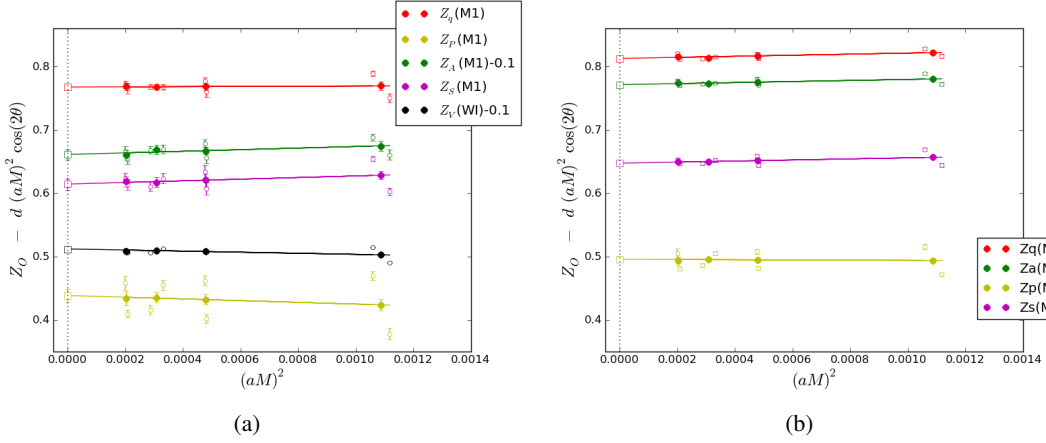 Z_q(M1)
Z_P(M1)
Z_A(M1)-0.1
Z_S(M1)
Z_V(WI)-0.1
0.8
0.7
0.6
0.5
0.4
Z_O − d (aM)^2 cos(2θ)
0.0000 0.0002 0.0004 0.0006 0.0008 0.0010 0.0012 0.0014
(aM)^2
(a)
0.8
0.7
0.6
0.5
0.4
Z_O − d (aM)^2 cos(2θ)
Zq(M
Za(M
Zp(M
Zs(M
0.0000 0.0002 0.0004 0.0006 0.0008 0.0010 0.0012 0.0014
(aM)^2
(b)